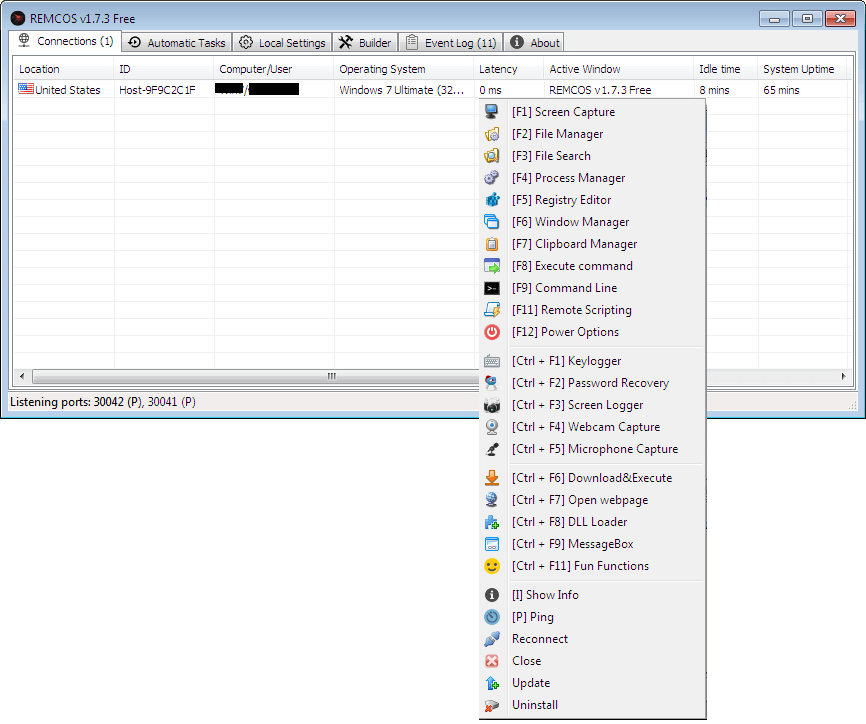 REMCOS v1.7.3 Free
Connections (1) Automatic Tasks Local Settings Builder Event Log (11) About
Location ID Computer/User Operating System Latency Active Window Idle time System Uptime
United States Host-9F9C2C1F / Windows 7 Ultimate (32... 0 ms REMCOS v1.7.3 Free 8 mins 65 mins
[F1] Screen Capture
[F2] File Manager
[F3] File Search
[F4] Process Manager
[F5] Registry Editor
[F6] Window Manager
[F7] Clipboard Manager
[F8] Execute command
[F9] Command Line
[F11] Remote Scripting
[F12] Power Options
[Ctrl + F1] Keylogger
[Ctrl + F2] Password Recovery
[Ctrl + F3] Screen Logger
[Ctrl + F4] Webcam Capture
[Ctrl + F5] Microphone Capture
[Ctrl + F6] Download&Execute
[Ctrl + F7] Open webpage
[Ctrl + F8] DLL Loader
[Ctrl + F9] MessageBox
[Ctrl + F11] Fun Functions
[I] Show Info
[P] Ping
Reconnect
Close
Update
Uninstall
Listening ports: 30042 (P), 30041 (P)